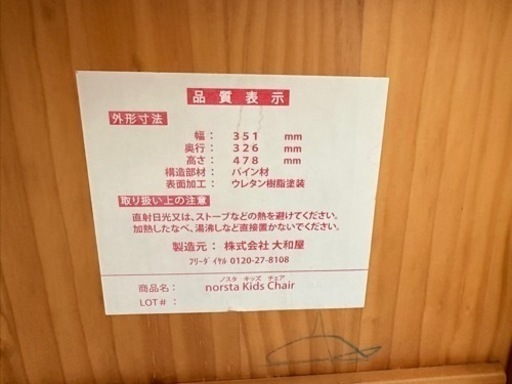 品質表示
外形寸法
幅： 351 mm
奥行： 326 mm
高さ： 478 mm
構造部材： パイン材
表面加工： ウレタン樹脂塗装
取り扱い上の注意
直射日光又は、ストーブなどの熱を避けてください。
加熱したなべ、湯沸しなど直接置かないでください。
製造元： 株式会社 大和屋
ﾌﾘｰﾀﾞｲﾔﾙ 0120-27-8108
ノスタ キッズ チェア
商品名： norsta Kids Chair
LOT#：